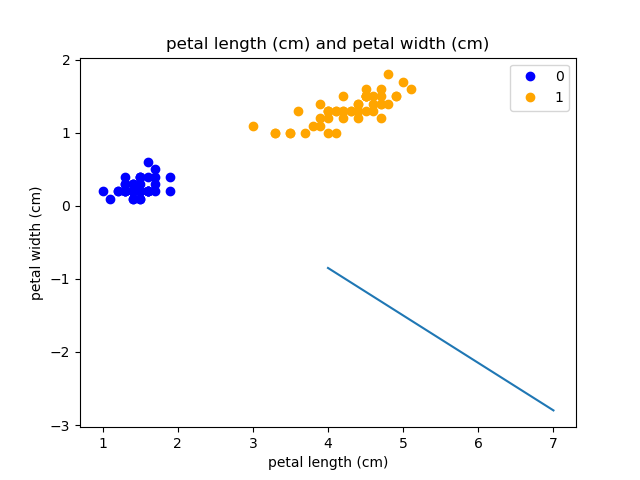 petal length (cm) and petal width (cm)
0
1
petal width (cm)
2
1
0
−1
−2
−3
1 2 3 4 5 6 7
petal length (cm)